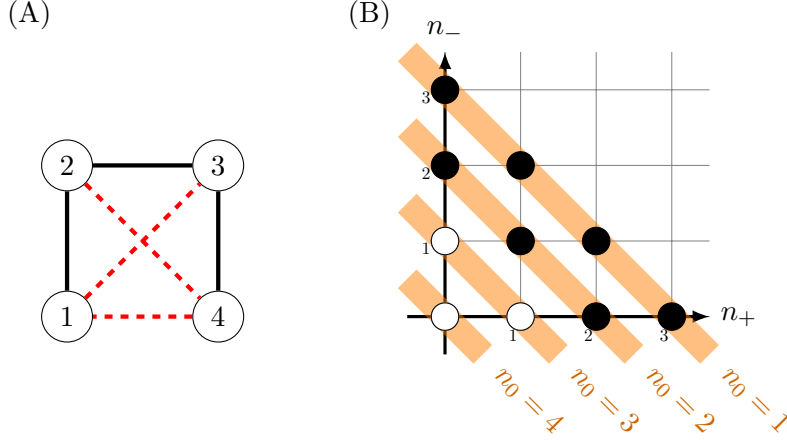 (A)
(B)
2
3
1
4
n₋
3
2
1
1
2
3
n₊
n₀ = 4
n₀ = 3
n₀ = 2
n₀ = 1